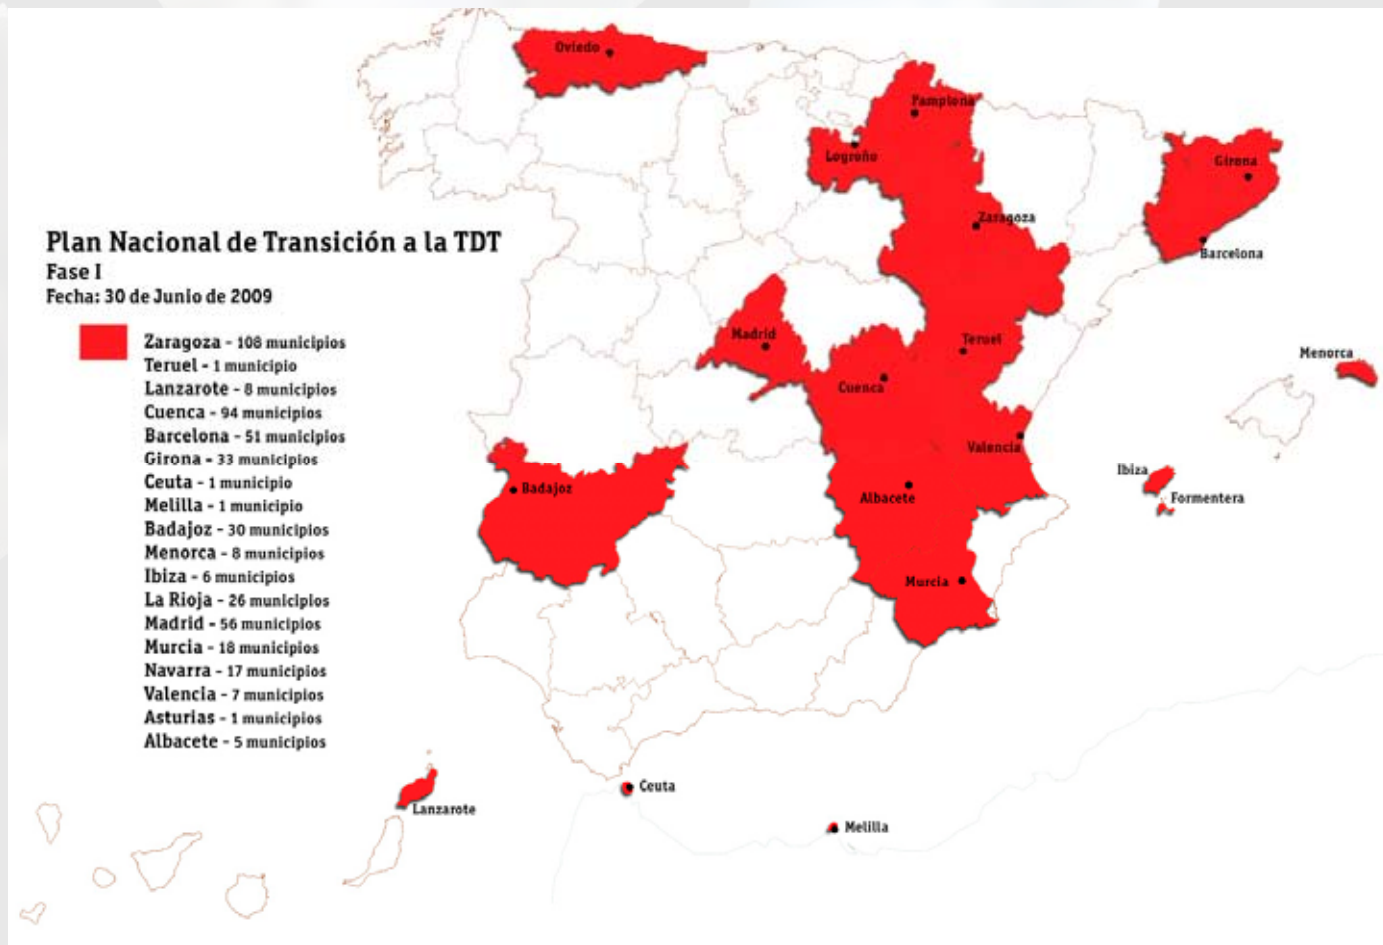 Plan Nacional de Transición a la TDT
Fase I
Fecha: 30 de Junio de 2009
Zaragoza - 108 municipios
Teruel - 1 municipio
Lanzarote - 8 municipios
Cuenca - 94 municipios
Barcelona - 51 municipios
Girona - 33 municipios
Ceuta - 1 municipio
Melilla - 1 municipio
Badajoz - 30 municipios
Menorca - 8 municipios
Ibiza - 6 municipios
La Rioja - 26 municipios
Madrid - 56 municipios
Murcia - 18 municipios
Navarra - 17 municipios
Valencia - 7 municipios
Asturias - 1 municipios
Albacete - 5 municipios
Oviedo
Pamplona
Logroño
Girona
Zaragoza
Barcelona
Madrid
Teruel
Menorca
Cuenca
Valencia
Ibiza
Badajoz
Albacete
Formentera
Murcia
Ceuta
Lanzarote
Melilla